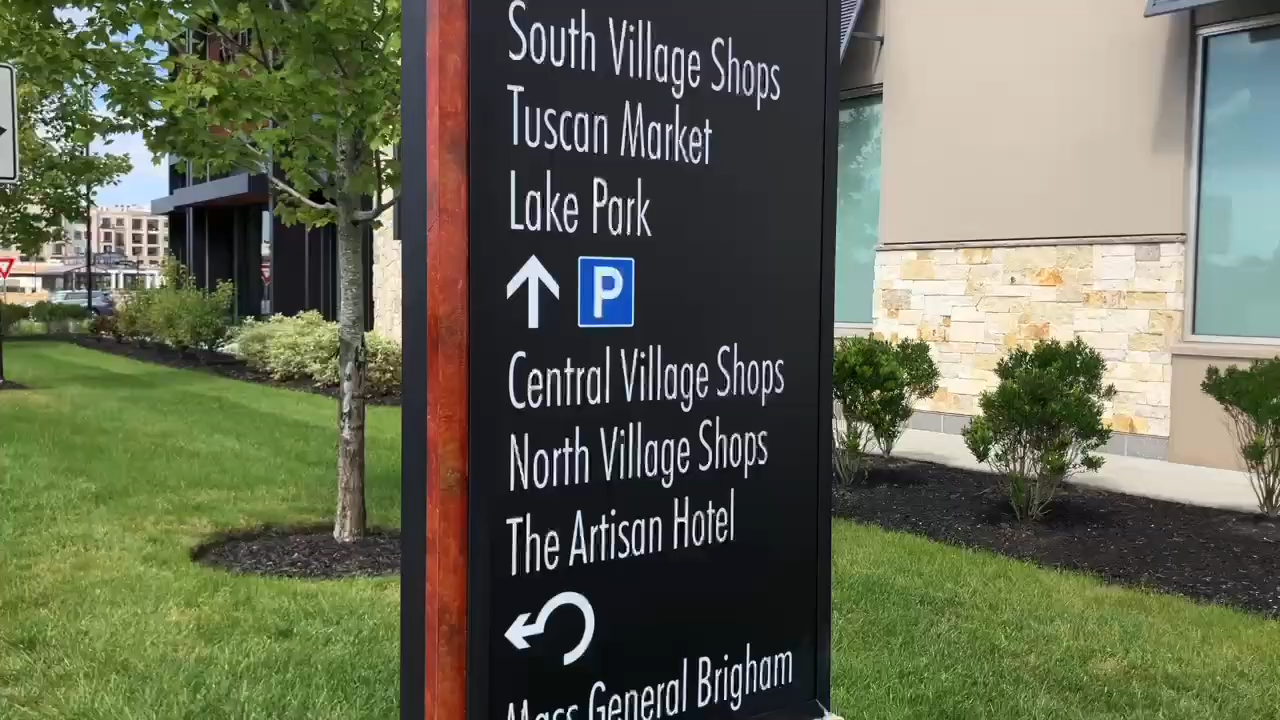 South Village Shops
Tuscan Market
Lake Park
P
Central Village Shops
North Village Shops
The Artisan Hotel
Mass General Brigham